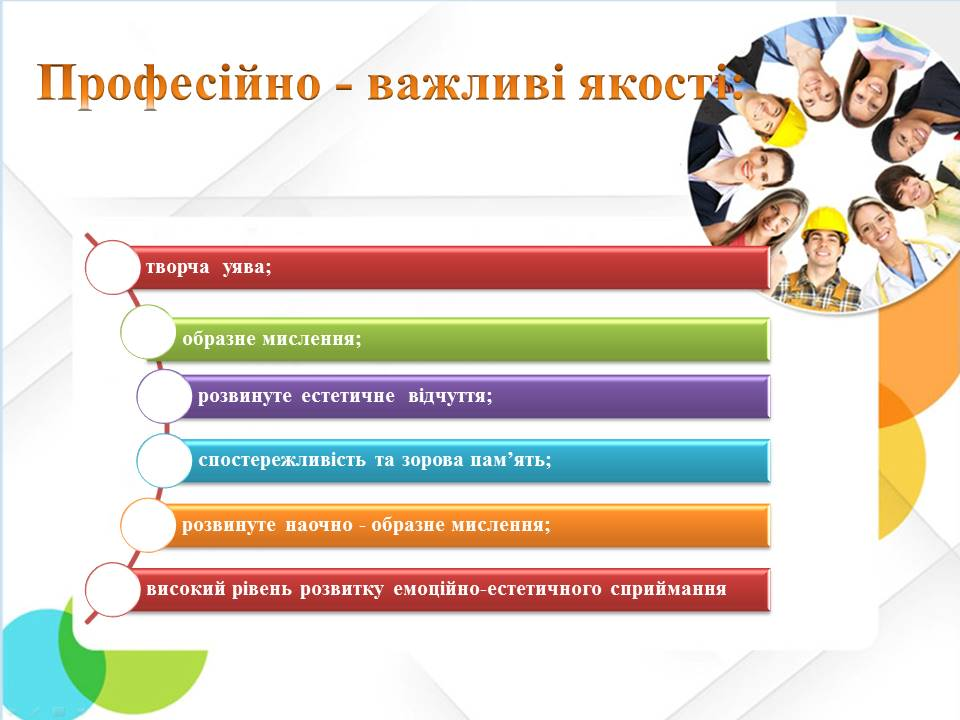 Професійно - важливі якості:
творча уява;
образне мислення;
розвинуте естетичне відчуття;
спостережливість та зорова пам’ять;
розвинуте наочно - образне мислення;
високий рівень розвитку емоційно-естетичного сприймання